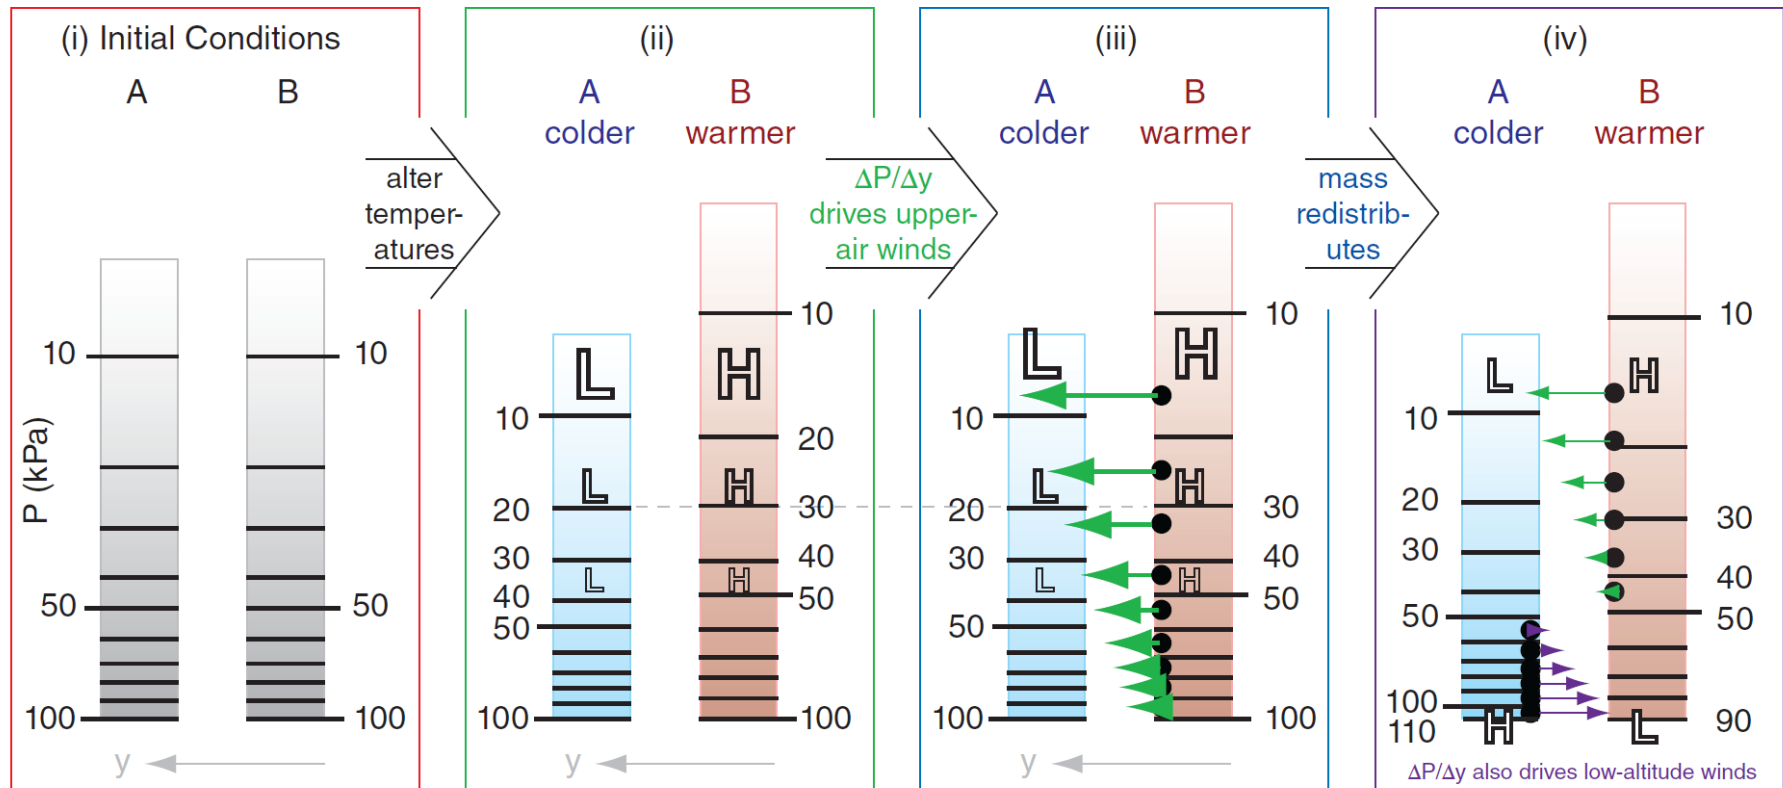 (i) Initial Conditions
A B
10 10
50 50
100 100
P (kPa)
y
alter
temper-
atures
(ii)
A B
colder warmer
L H
10
10
20
L H
20 30
30 40
L H
40 50
50
100 100
y
ΔP/Δy
drives upper-
air winds
(iii)
A B
colder warmer
L H
10
10
L H
20 30
30 40
L H
50
50
100 100
y
mass
redistrib-
utes
(iv)
A B
colder warmer
10
L H
10
20
30
30
40
50 50
100
110 90
H L
ΔP/Δy also drives low-altitude winds